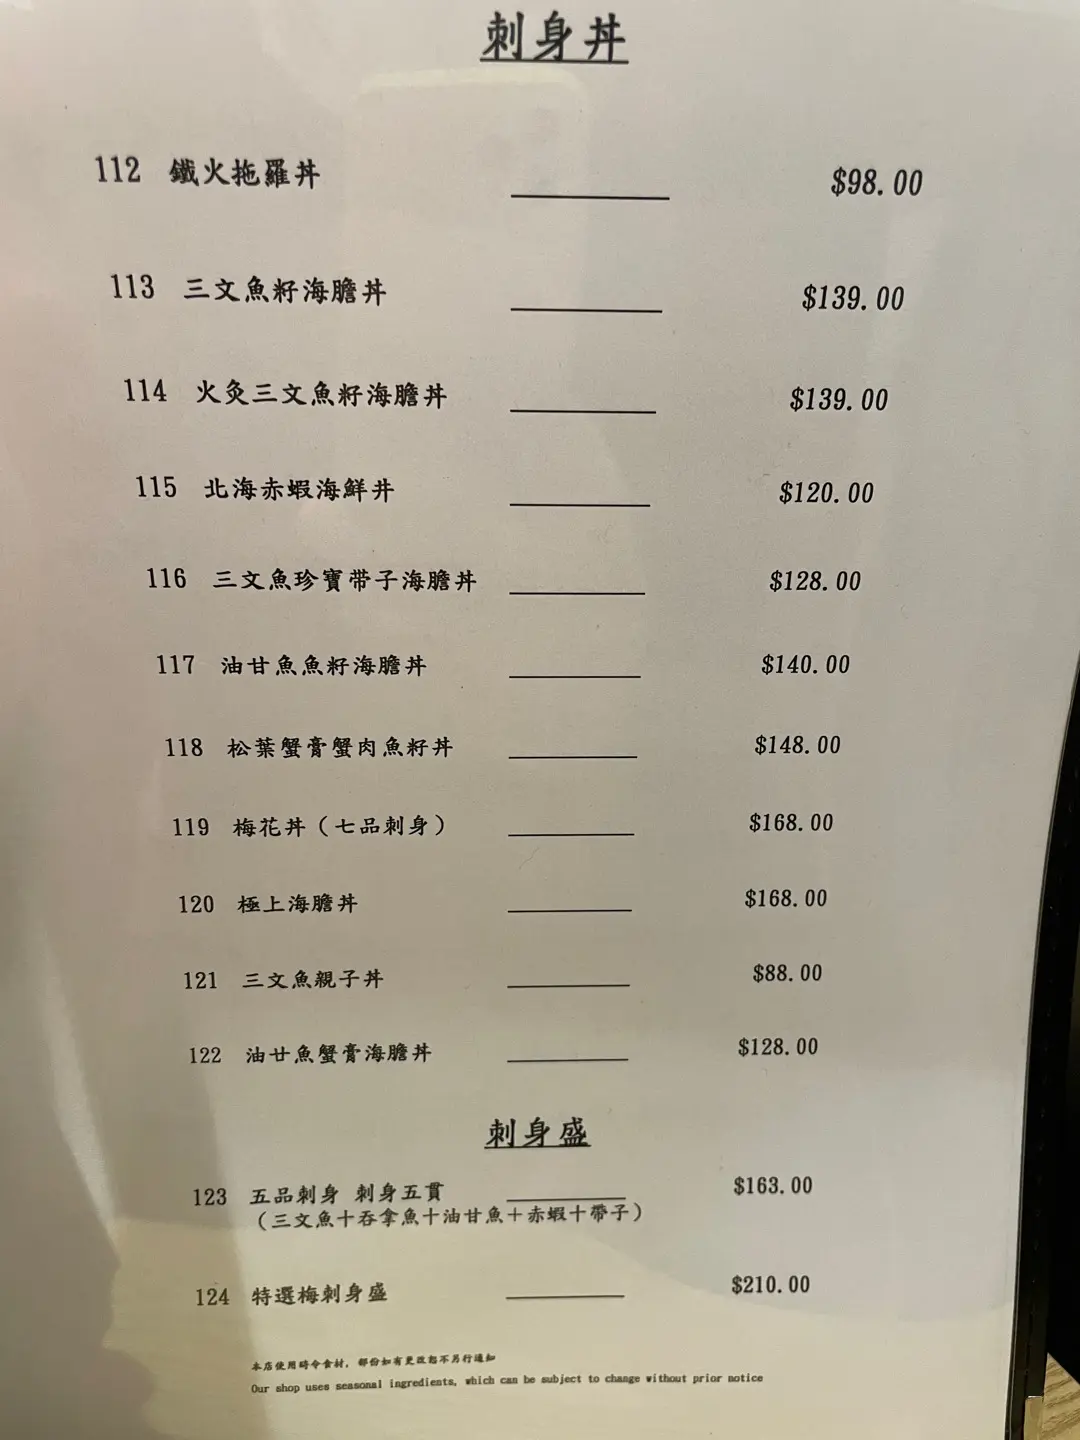 刺身丼
112 鐵火拖羅丼 $98.00
113 三文魚籽海膽丼 $139.00
114 火灸三文魚籽海膽丼 $139.00
115 北海赤蝦海鮮丼 $120.00
116 三文魚珍寶带子海膽丼 $128.00
117 油甘魚魚籽海膽丼 $140.00
118 松葉蟹膏蟹肉魚籽丼 $148.00
119 梅花丼（七品刺身） $168.00
120 極上海膽丼 $168.00
121 三文魚親子丼 $88.00
122 油甘魚蟹膏海膽丼 $128.00
刺身盛
123 五品刺身 刺身五貫 $163.00
（三文魚十吞拿魚十油甘魚＋赤蝦十帶子）
124 特選梅刺身盛 $210.00
本店使用時令食材，部份如有更改恕不另行通知
Our shop uses seasonal ingredients, which can be subject to change without prior notice